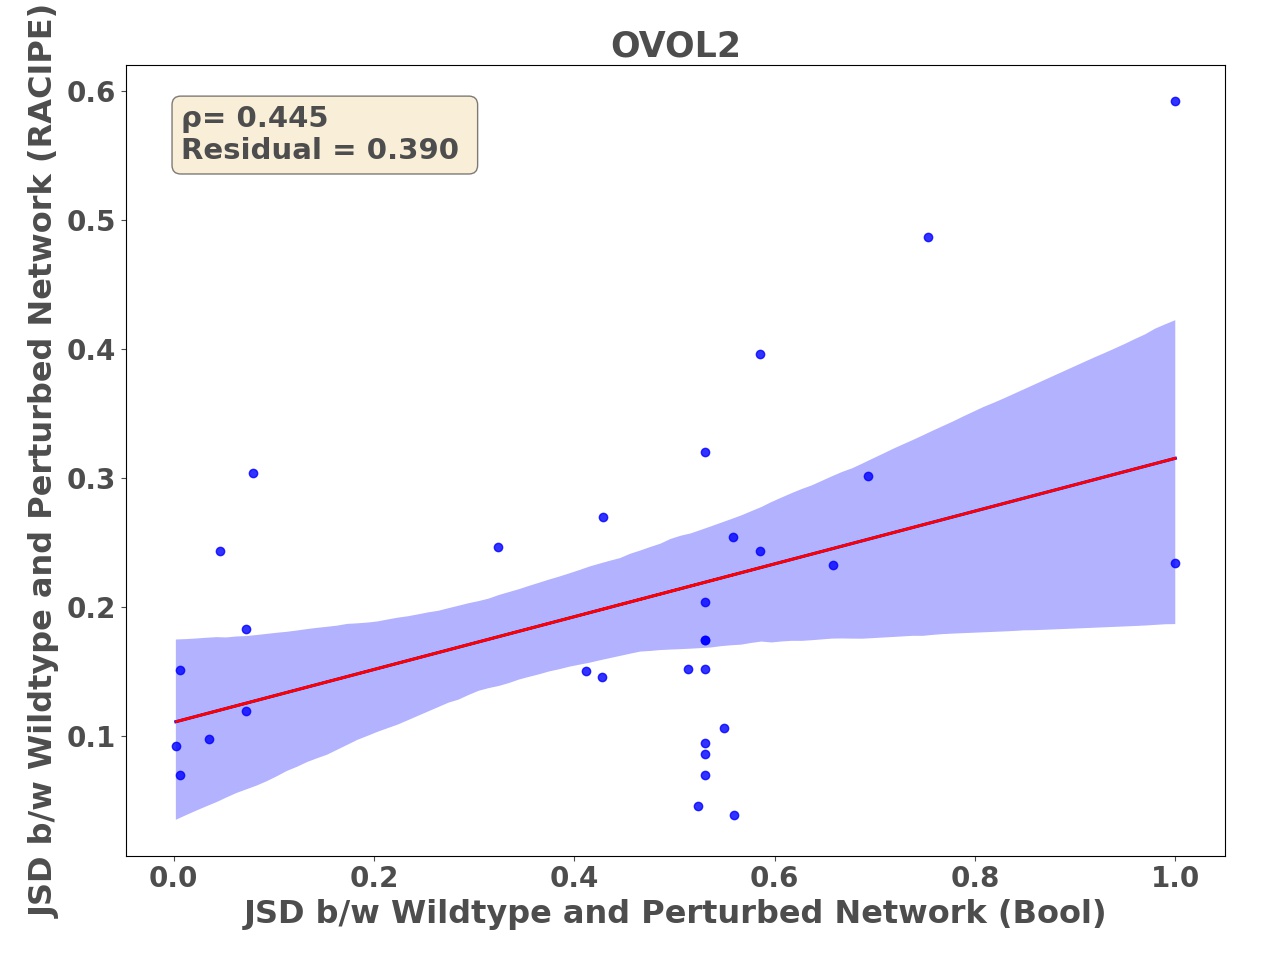 OVOL2
ρ= 0.445
Residual = 0.390
JSD b/w Wildtype and Perturbed Network (RACIPE)
0.6
0.5
0.4
0.3
0.2
0.1
0.0 0.2 0.4 0.6 0.8 1.0
JSD b/w Wildtype and Perturbed Network (Bool)